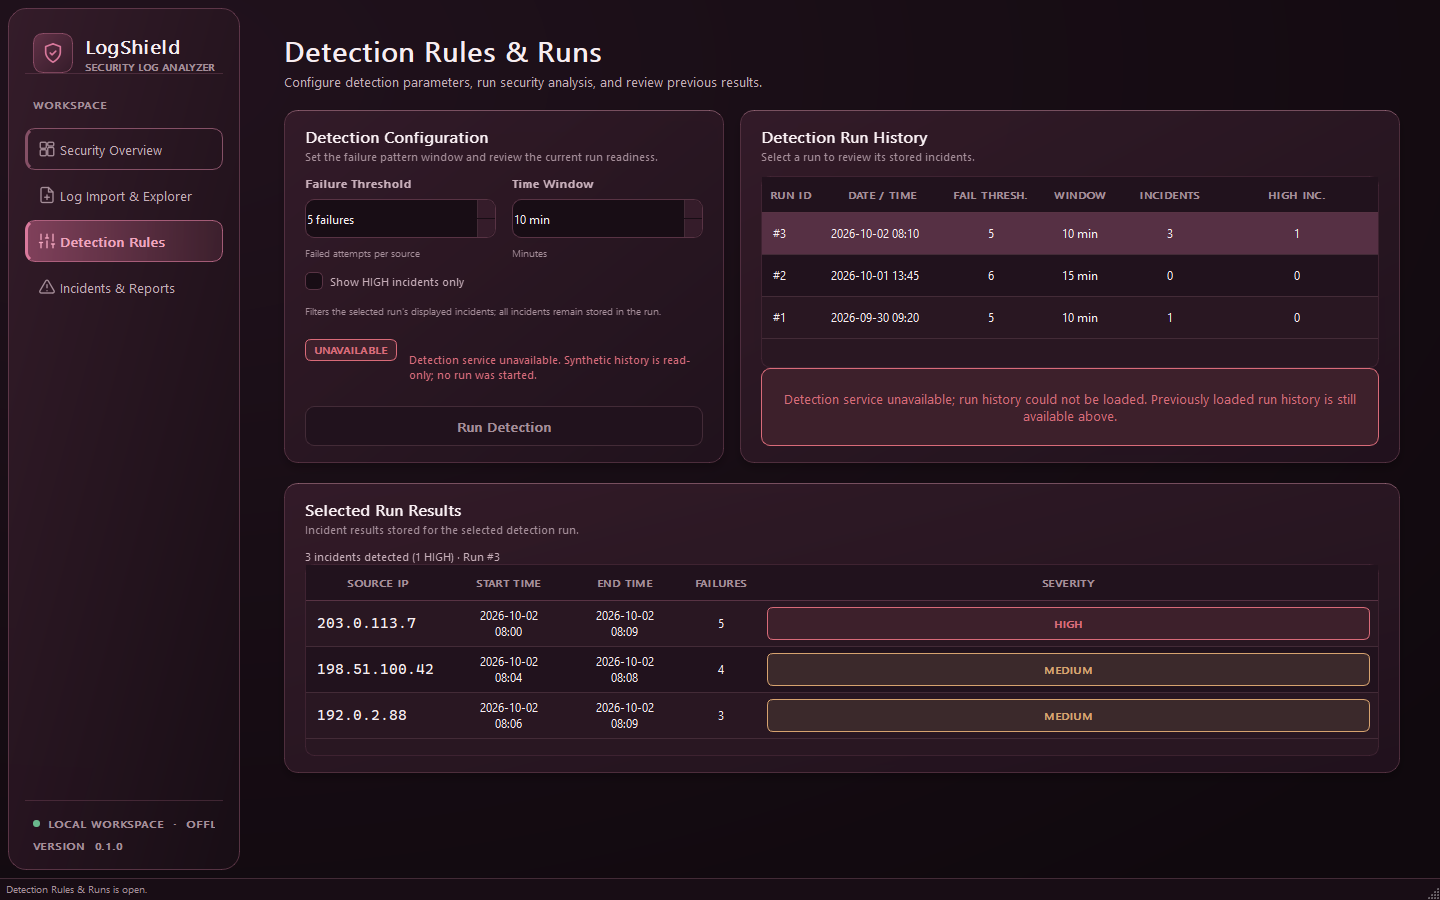 LogShield
SECURITY LOG ANALYZER
WORKSPACE
Security Overview
Log Import & Explorer
Detection Rules
Incidents & Reports
LOCAL WORKSPACE · OFFL
VERSION 0.1.0
Detection Rules & Runs
Configure detection parameters, run security analysis, and review previous results.
Detection Configuration
Set the failure pattern window and review the current run readiness.
Failure Threshold Time Window
5 failures 10 min
Failed attempts per source Minutes
Show HIGH incidents only
Filters the selected run's displayed incidents; all incidents remain stored in the run.
UNAVAILABLE
Detection service unavailable. Synthetic history is read-
only; no run was started.
Run Detection
Detection Run History
Select a run to review its stored incidents.
RUN ID DATE / TIME FAIL THRESH. WINDOW INCIDENTS HIGH INC.
#3 2026-10-02 08:10 5 10 min 3 1
#2 2026-10-01 13:45 6 15 min 0 0
#1 2026-09-30 09:20 5 10 min 1 0
Detection service unavailable; run history could not be loaded. Previously loaded run history is still
available above.
Selected Run Results
Incident results stored for the selected detection run.
3 incidents detected (1 HIGH) · Run #3
SOURCE IP START TIME END TIME FAILURES SEVERITY
203.0.113.7 2026-10-02 08:00 2026-10-02 08:09 5 HIGH
198.51.100.42 2026-10-02 08:04 2026-10-02 08:08 4 MEDIUM
192.0.2.88 2026-10-02 08:06 2026-10-02 08:09 3 MEDIUM
Detection Rules & Runs is open.